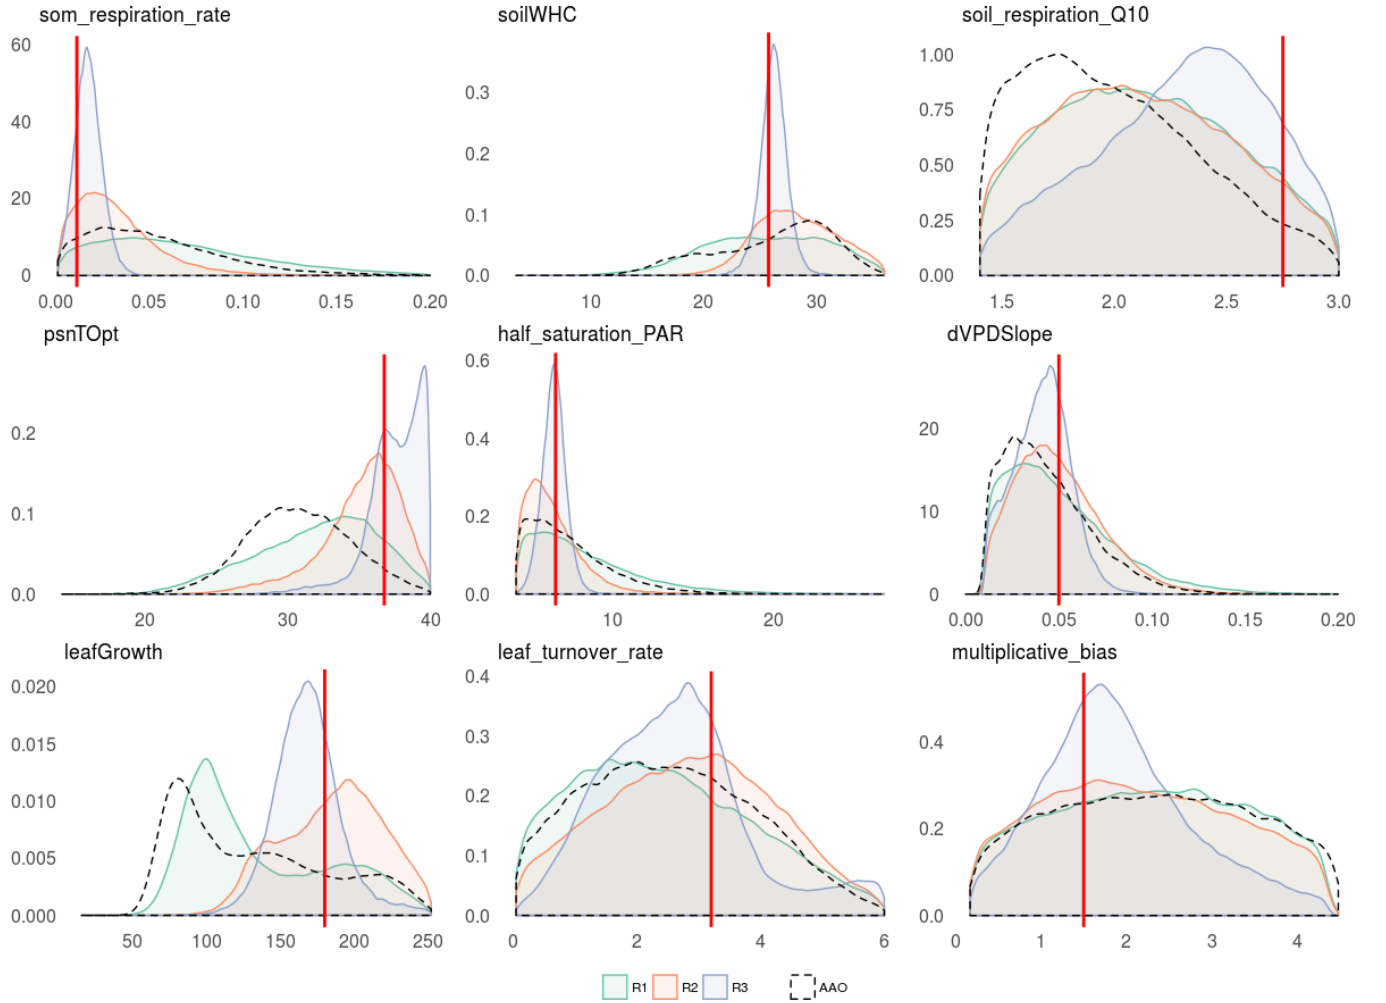 som_respiration_rate
60
40
20
0
0.00 0.05 0.10 0.15 0.20
soilWHC
0.3
0.2
0.1
0.0
10 20 30
soil_respiration_Q10
1.00
0.75
0.50
0.25
0.00
1.5 2.0 2.5 3.0
psnTOpt
0.2
0.1
0.0
20 30 40
half_saturation_PAR
0.6
0.4
0.2
0.0
10 20
dVPDSlope
20
10
0
0.00 0.05 0.10 0.15 0.20
leafGrowth
0.020
0.015
0.010
0.005
0.000
50 100 150 200 250
leaf_turnover_rate
0.4
0.3
0.2
0.1
0.0
0 2 4 6
multiplicative_bias
0.4
0.2
0.0
0 1 2 3 4
R1 R2 R3 AAO